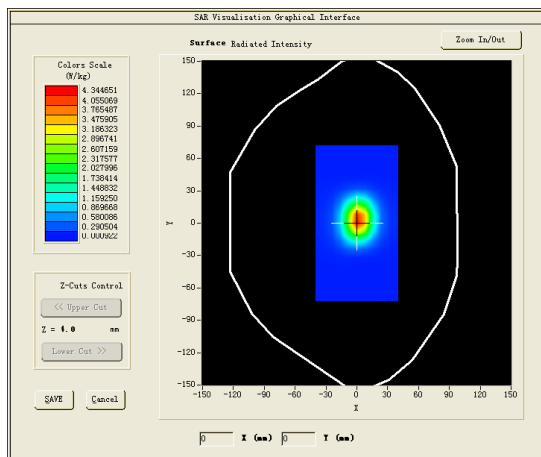 SAR Visualisation Graphical Interface
Surface Radiated Intensity
Zoom In/Out
Colors Scale
(W/kg)
4.344651
4.055069
3.765487
3.475905
3.186323
2.896741
2.607159
2.317577
2.027996
1.738414
1.448832
1.159250
0.869668
0.580086
0.290504
0.000922
150
120
90
60
30
0
-30
-60
-90
-120
-150
Y
-150 -120 -90 -60 -30 0 30 60 90 120 150
X
Z-Cuts Control
<< Upper Cut
Z = 4.0 mm
Lower Cut >>
SAVE Cancel
0 X (mm) 0 Y (mm)